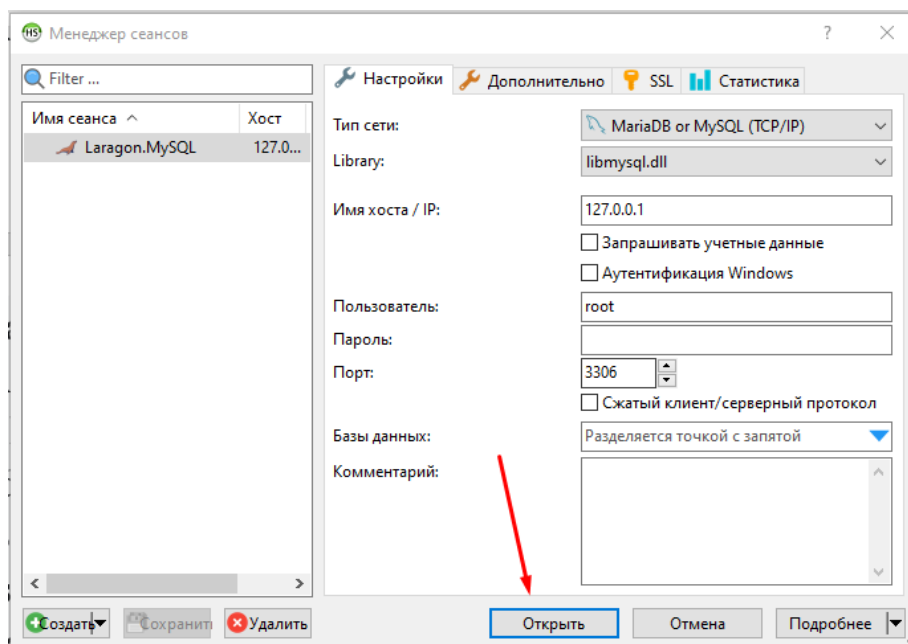 HS Менеджер сеансов ?
Filter ...
Имя сеанса Хост
Laragon.MySQL 127.0...
Настройки Дополнительно SSL Статистика
Тип сети: MariaDB or MySQL (TCP/IP)
Library: libmysql.dll
Имя хоста / IP: 127.0.0.1
Запрашивать учетные данные
Аутентификация Windows
Пользователь: root
Пароль:
Порт: 3306
Сжатый клиент/серверный протокол
Базы данных: Разделяется точкой с запятой
Комментарий:
Создать Сохранити Удалить Открыть Отмена Подробнее